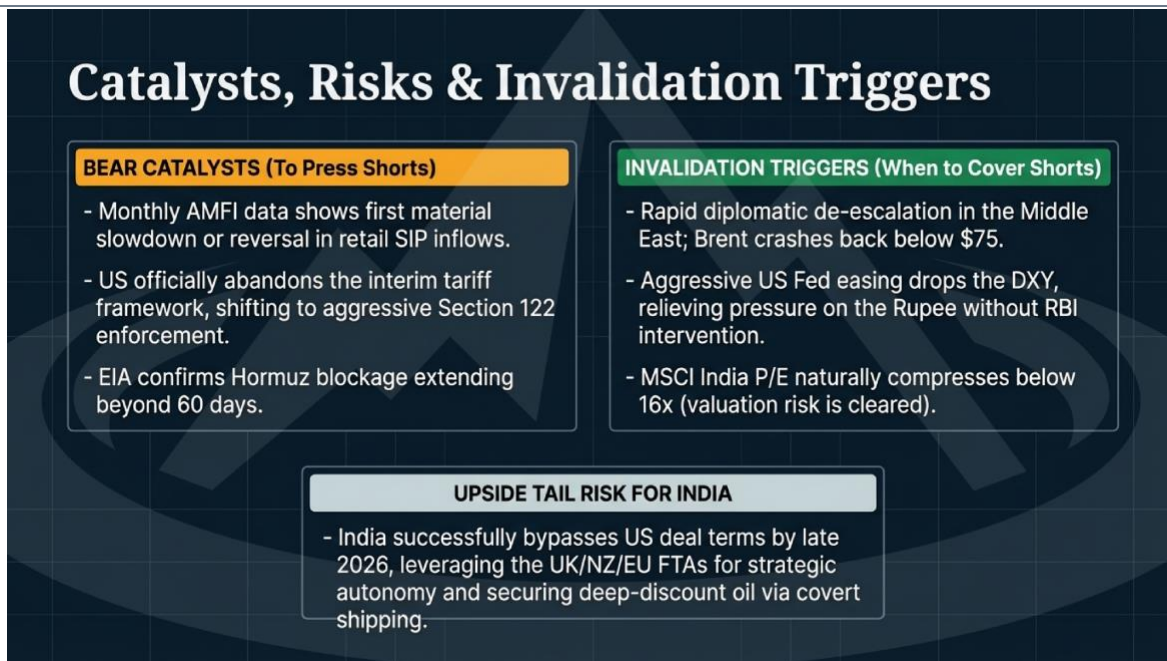 Catalysts, Risks & Invalidation Triggers
BEAR CATALYSTS (To Press Shorts)
- Monthly AMFI data shows first material
slowdown or reversal in retail SIP inflows.
- US officially abandons the interim tariff
framework, shifting to aggressive Section 122
enforcement.
- EIA confirms Hormuz blockage extending
beyond 60 days.
INVALIDATION TRIGGERS (When to Cover Shorts)
- Rapid diplomatic de-escalation in the Middle
East; Brent crashes back below $75.
- Aggressive US Fed easing drops the DXY,
relieving pressure on the Rupee without RBI
intervention.
- MSCI India P/E naturally compresses below
16x (valuation risk is cleared).
UPSIDE TAIL RISK FOR INDIA
- India successfully bypasses US deal terms by late
2026, leveraging the UK/NZ/EU FTAs for strategic
autonomy and securing deep-discount oil via covert
shipping.